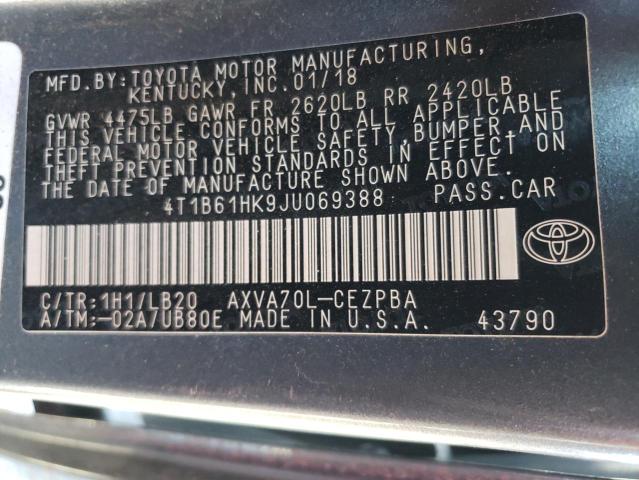 MFD.BY: TOYOTA MOTOR MANUFACTURING,
KENTUCKY, INC. 01/18
GVWR 4475LB GAWR FR 2620LB RR 2420LB
THIS VEHICLE CONFORMS TO ALL APPLICABLE
FEDERAL MOTOR VEHICLE SAFETY, BUMPER, AND
THEFT PREVENTION STANDARDS IN EFFECT ON
THE DATE OF MANUFACTURE SHOWN ABOVE.
4T1B61HK9JU069388 PASS.CAR
C/TR: 1H1/LB20 AXVA70L-CEZPBA
A/TM: -02A/UB80E MADE IN U.S.A. 43790